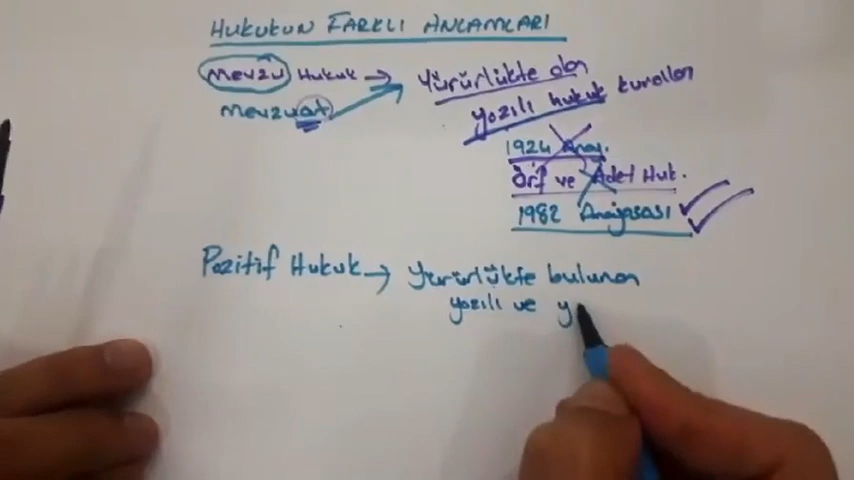 HUKUKUN FARKLI ANLAMLARI
Mevzu Hukuk → Yürürlükte olan
Mevzuat yazılı hukuk kuralları
1924 Anay.
Örf ve Adet Huk.
1982 Anayasası
Pozitif Hukuk → Yürürlükte bulunan
yazılı ve y